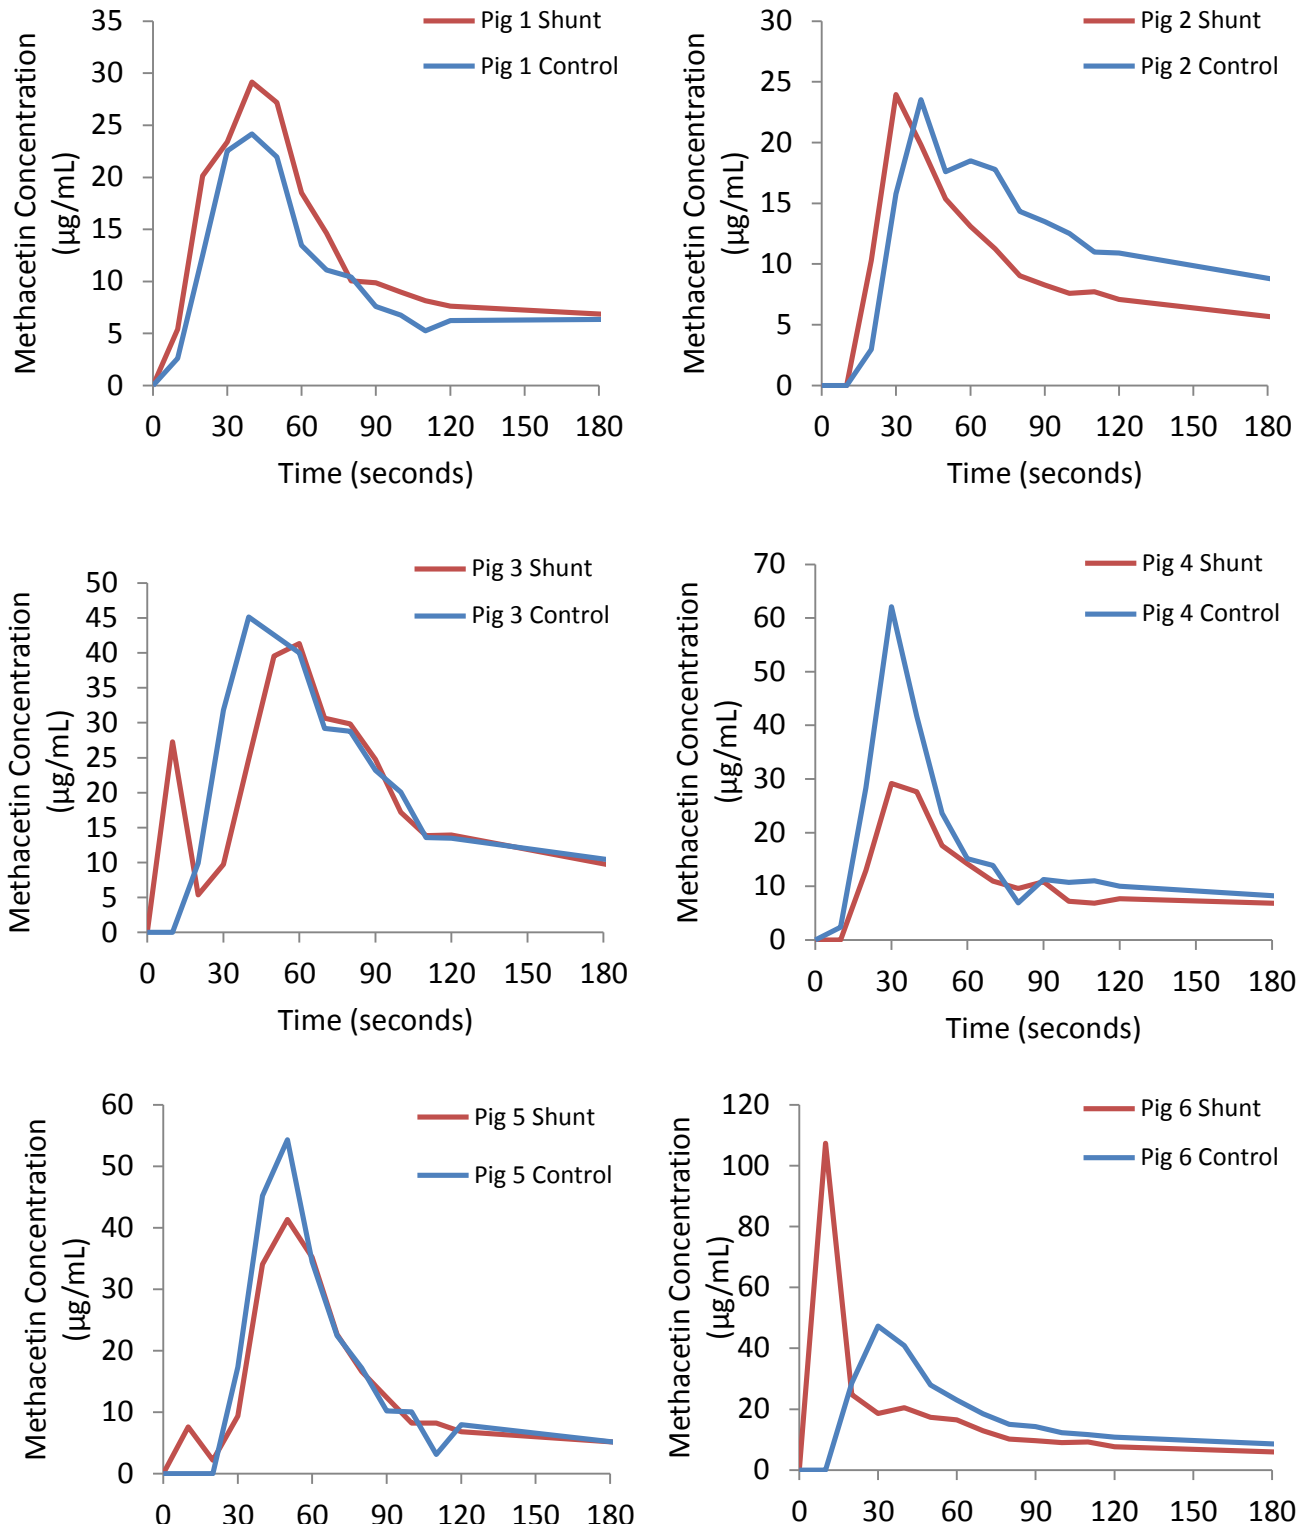 35
30
25
20
15
10
5
0
Methacetin Concentration
(µg/mL)
Pig 1 Shunt
Pig 1 Control
0 30 60 90 120 150 180
Time (seconds)
30
25
20
15
10
5
0
Methacetin Concentration
(µg/mL)
Pig 2 Shunt
Pig 2 Control
0 30 60 90 120 150 180
Time (seconds)
50
45
40
35
30
25
20
15
10
5
0
Methacetin Concentration
(µg/mL)
Pig 3 Shunt
Pig 3 Control
0 30 60 90 120 150 180
Time (seconds)
70
60
50
40
30
20
10
0
Methacetin Concentration
(µg/mL)
Pig 4 Shunt
Pig 4 Control
0 30 60 90 120 150 180
Time (seconds)
60
50
40
30
20
10
0
Methacetin Concentration
(µg/mL)
Pig 5 Shunt
Pig 5 Control
0 30 60 90 120 150 180
120
100
80
60
40
20
0
Methacetin Concentration
(µg/mL)
Pig 6 Shunt
Pig 6 Control
0 30 60 90 120 150 180